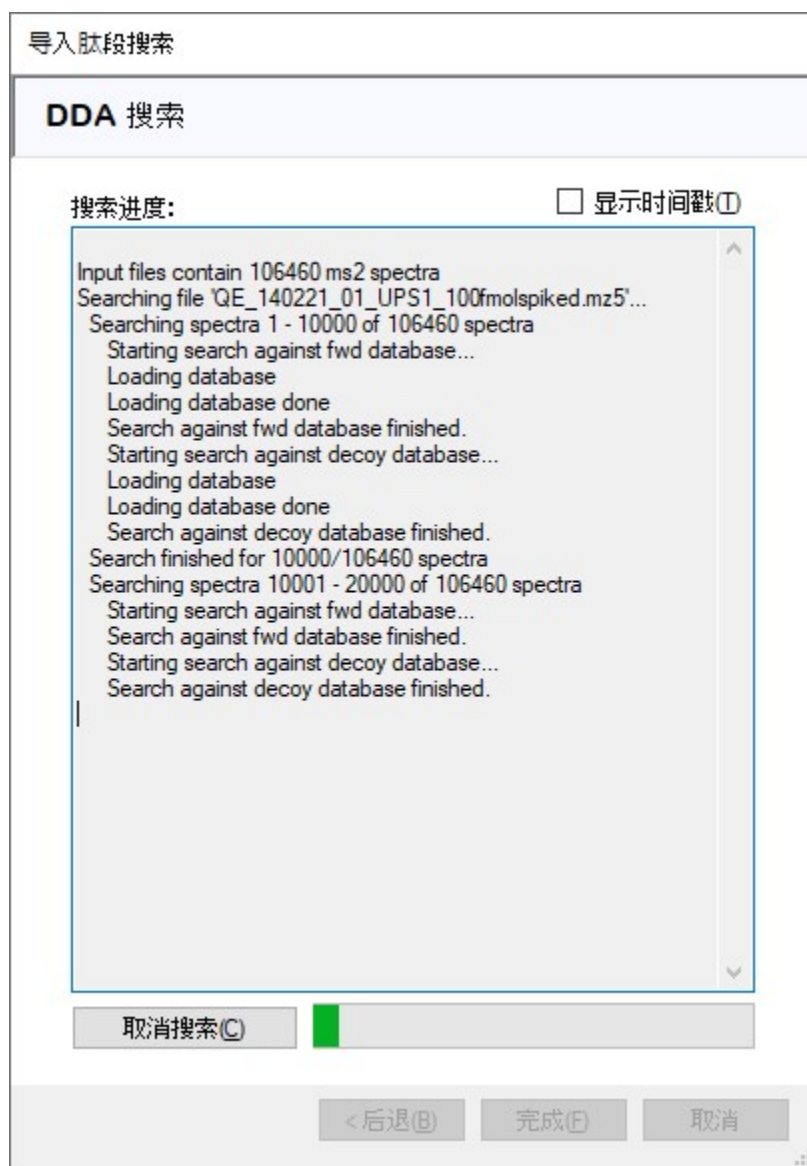 导入肽段搜索
DDA 搜索
搜索进度:
显示时间戳(T)
Input files contain 106460 ms2 spectra
Searching file 'QE_140221_01_UPS1_100fmolspiked.mz5'...
Searching spectra 1 - 10000 of 106460 spectra
Starting search against fwd database...
Loading database
Loading database done
Search against fwd database finished.
Starting search against decoy database...
Loading database
Loading database done
Search against decoy database finished.
Search finished for 10000/106460 spectra
Searching spectra 10001 - 20000 of 106460 spectra
Starting search against fwd database...
Search against fwd database finished.
Starting search against decoy database...
Search against decoy database finished.
取消搜索(C)
< 后退(B)
完成(F)
取消